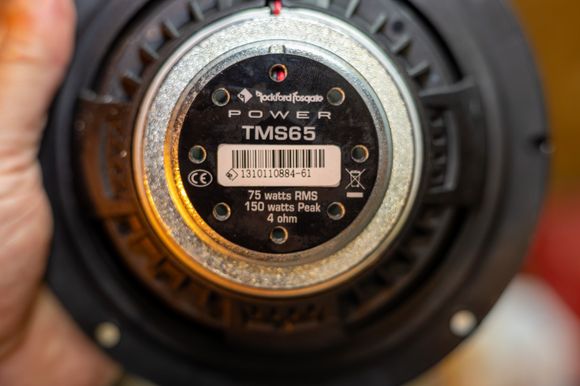 Rockford Fosgate
POWER
TMS65
1310110884-61
CE
75 watts RMS
150 watts Peak
4 ohm